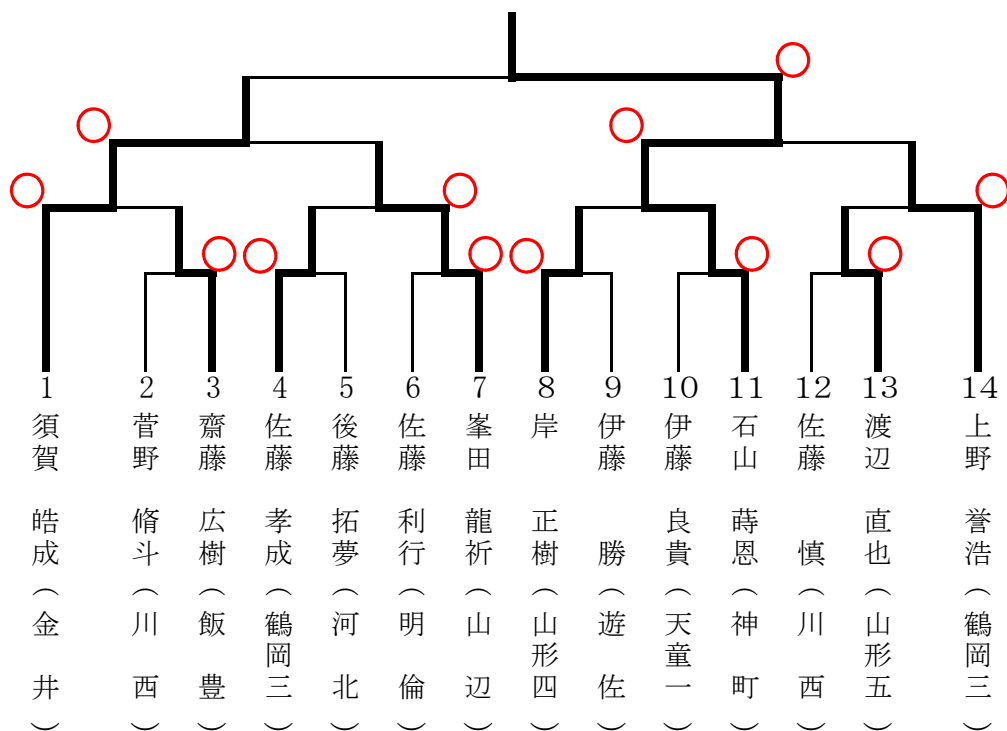 1
須賀 皓成(金井)
2
菅野 脩斗(川西)
3
齋藤 広樹(飯豊)
4
佐藤 孝成(鶴岡三)
5
後藤 拓夢(河北)
6
佐藤 利行(明倫)
7
峯田 龍祈(山辺)
8
岸 正樹(山形四)
9
伊藤 勝(遊佐)
10
伊藤 良貴(天童一)
11
石山 蒔恩(神町)
12
佐藤 慎(川西)
13
渡辺 直也(山形五)
14
上野 誉浩(鶴岡三)